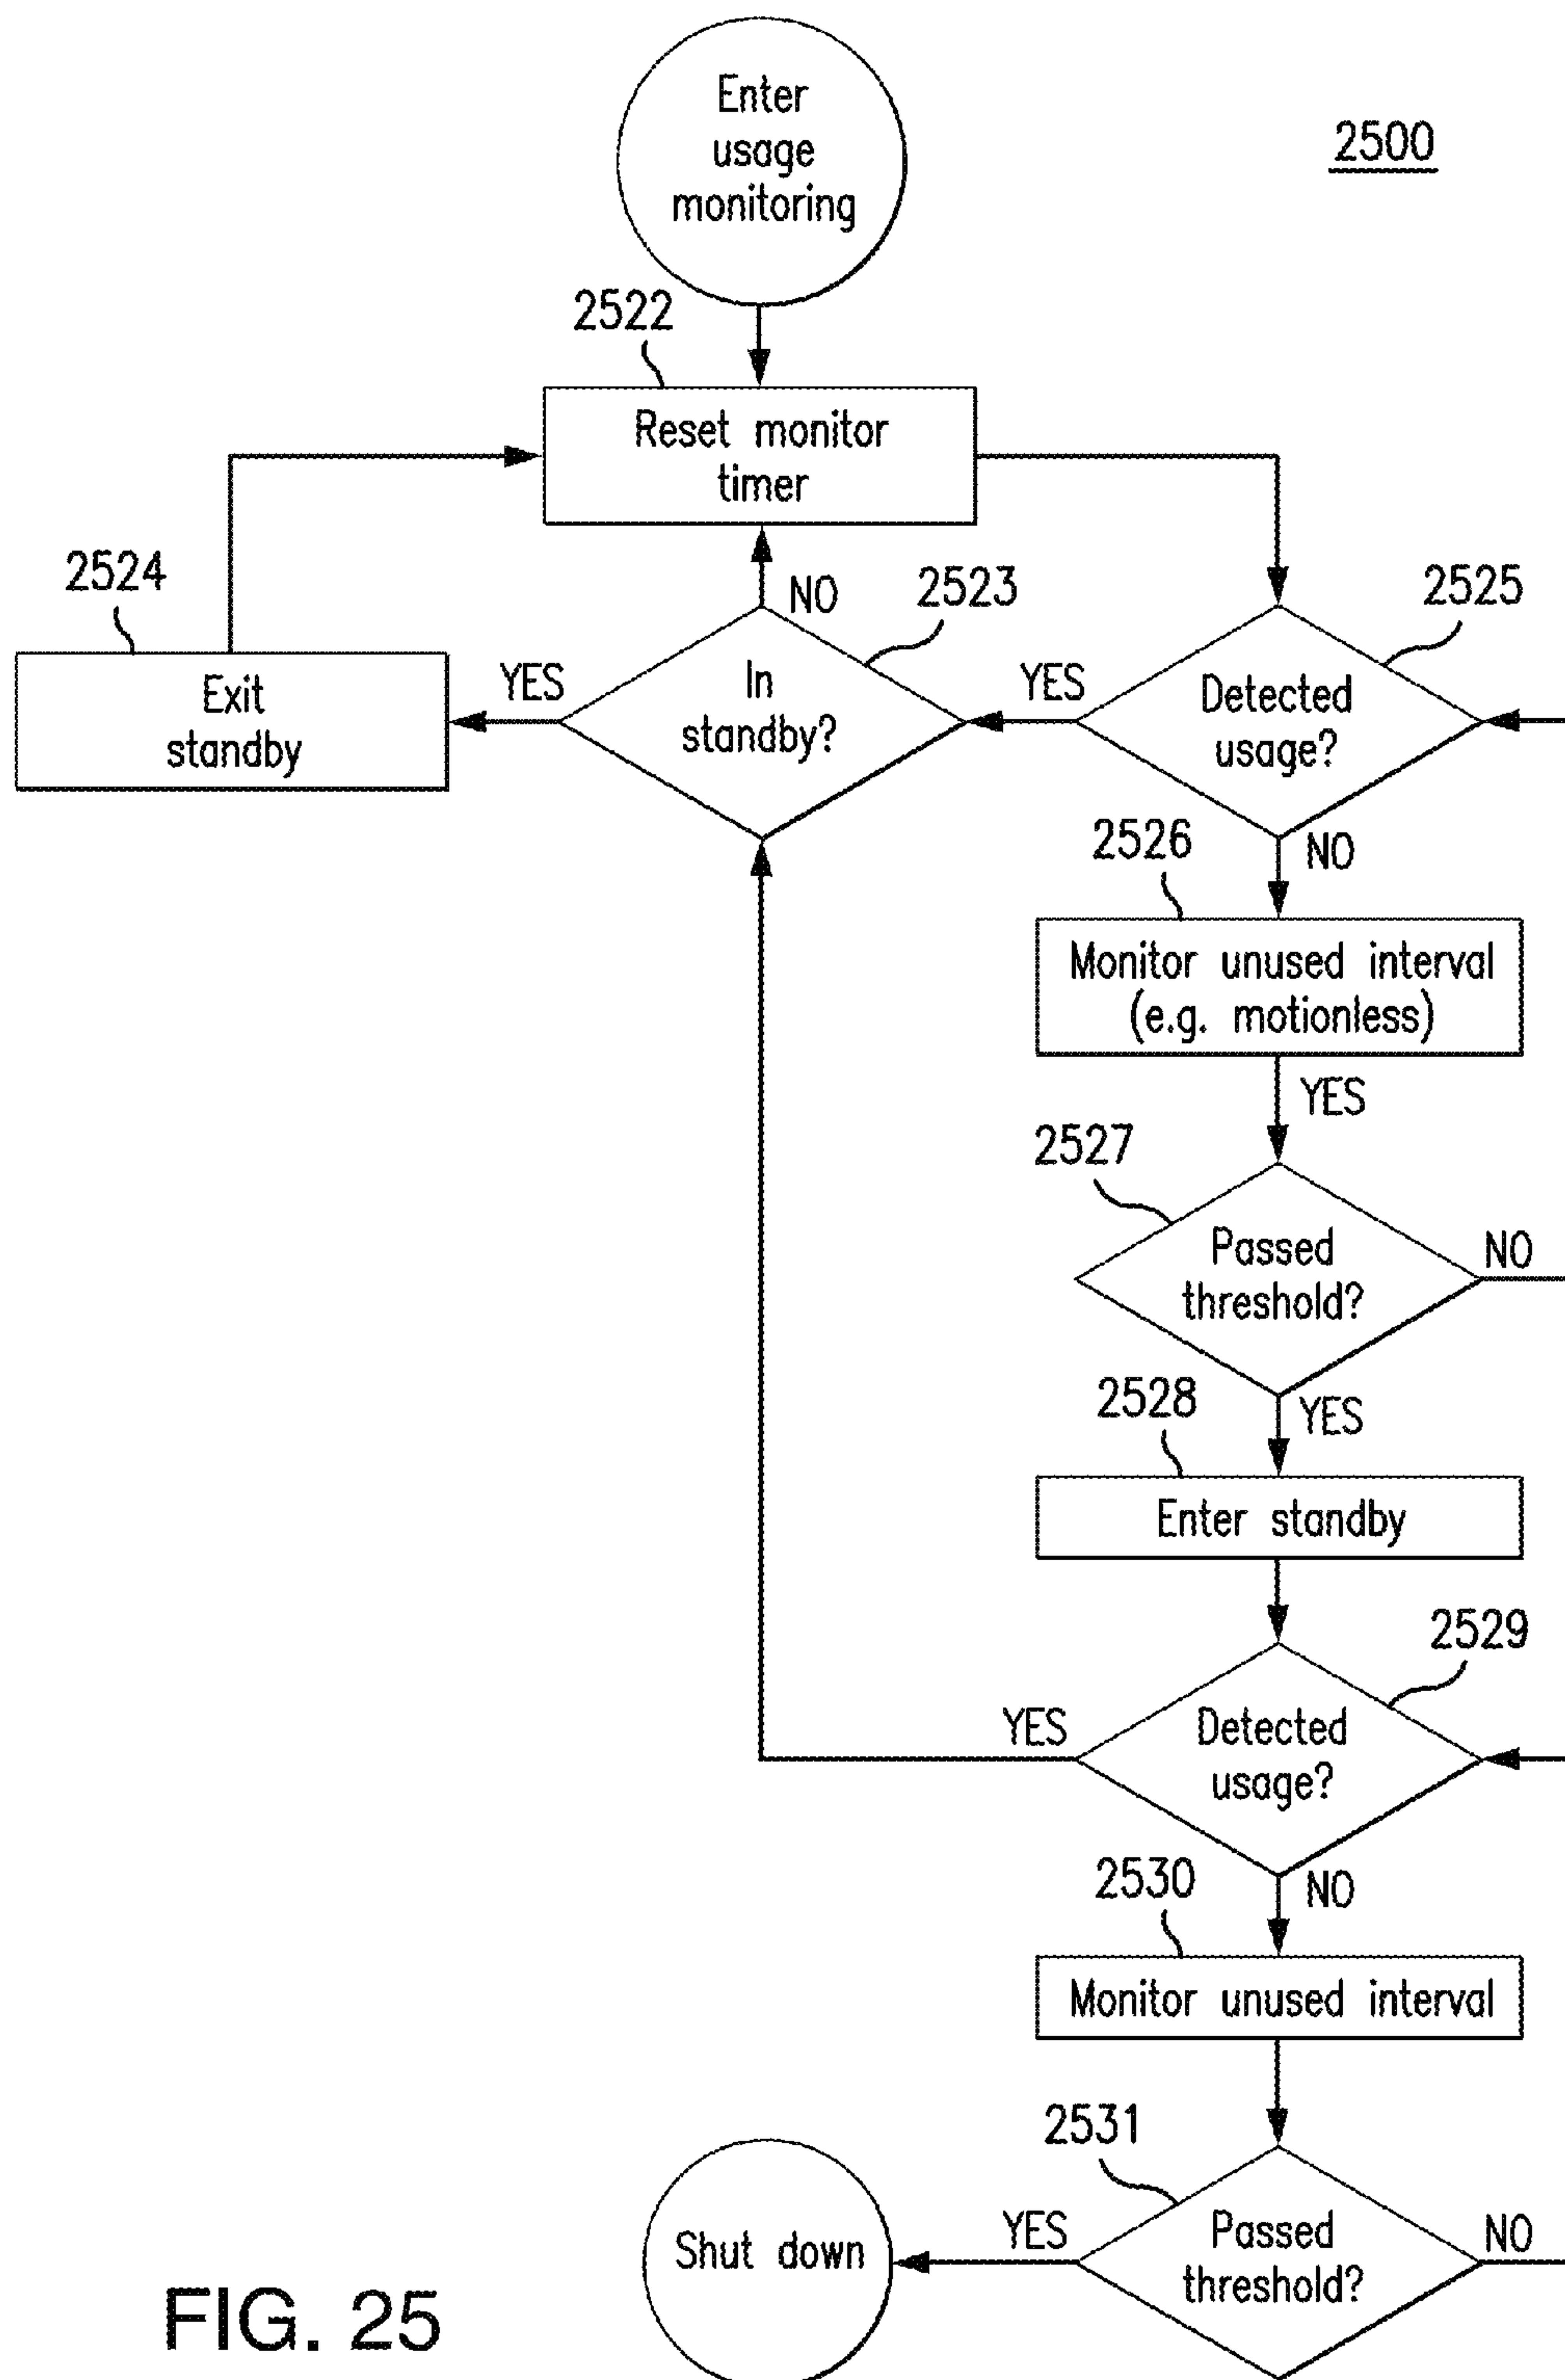 Enter
usage
monitoring
2500
2522
Reset monitor
timer
2524
NO
2523
2525
Exit
standby
YES
In
standby?
YES
Detected
usage?
2526
NO
Monitor unused interval
(e.g. motionless)
YES
2527
Passed
threshold?
NO
2528
YES
Enter standby
2529
YES
Detected
usage?
2530
NO
Monitor unused interval
2531
Shut down
YES
Passed
threshold?
NO
FIG. 25